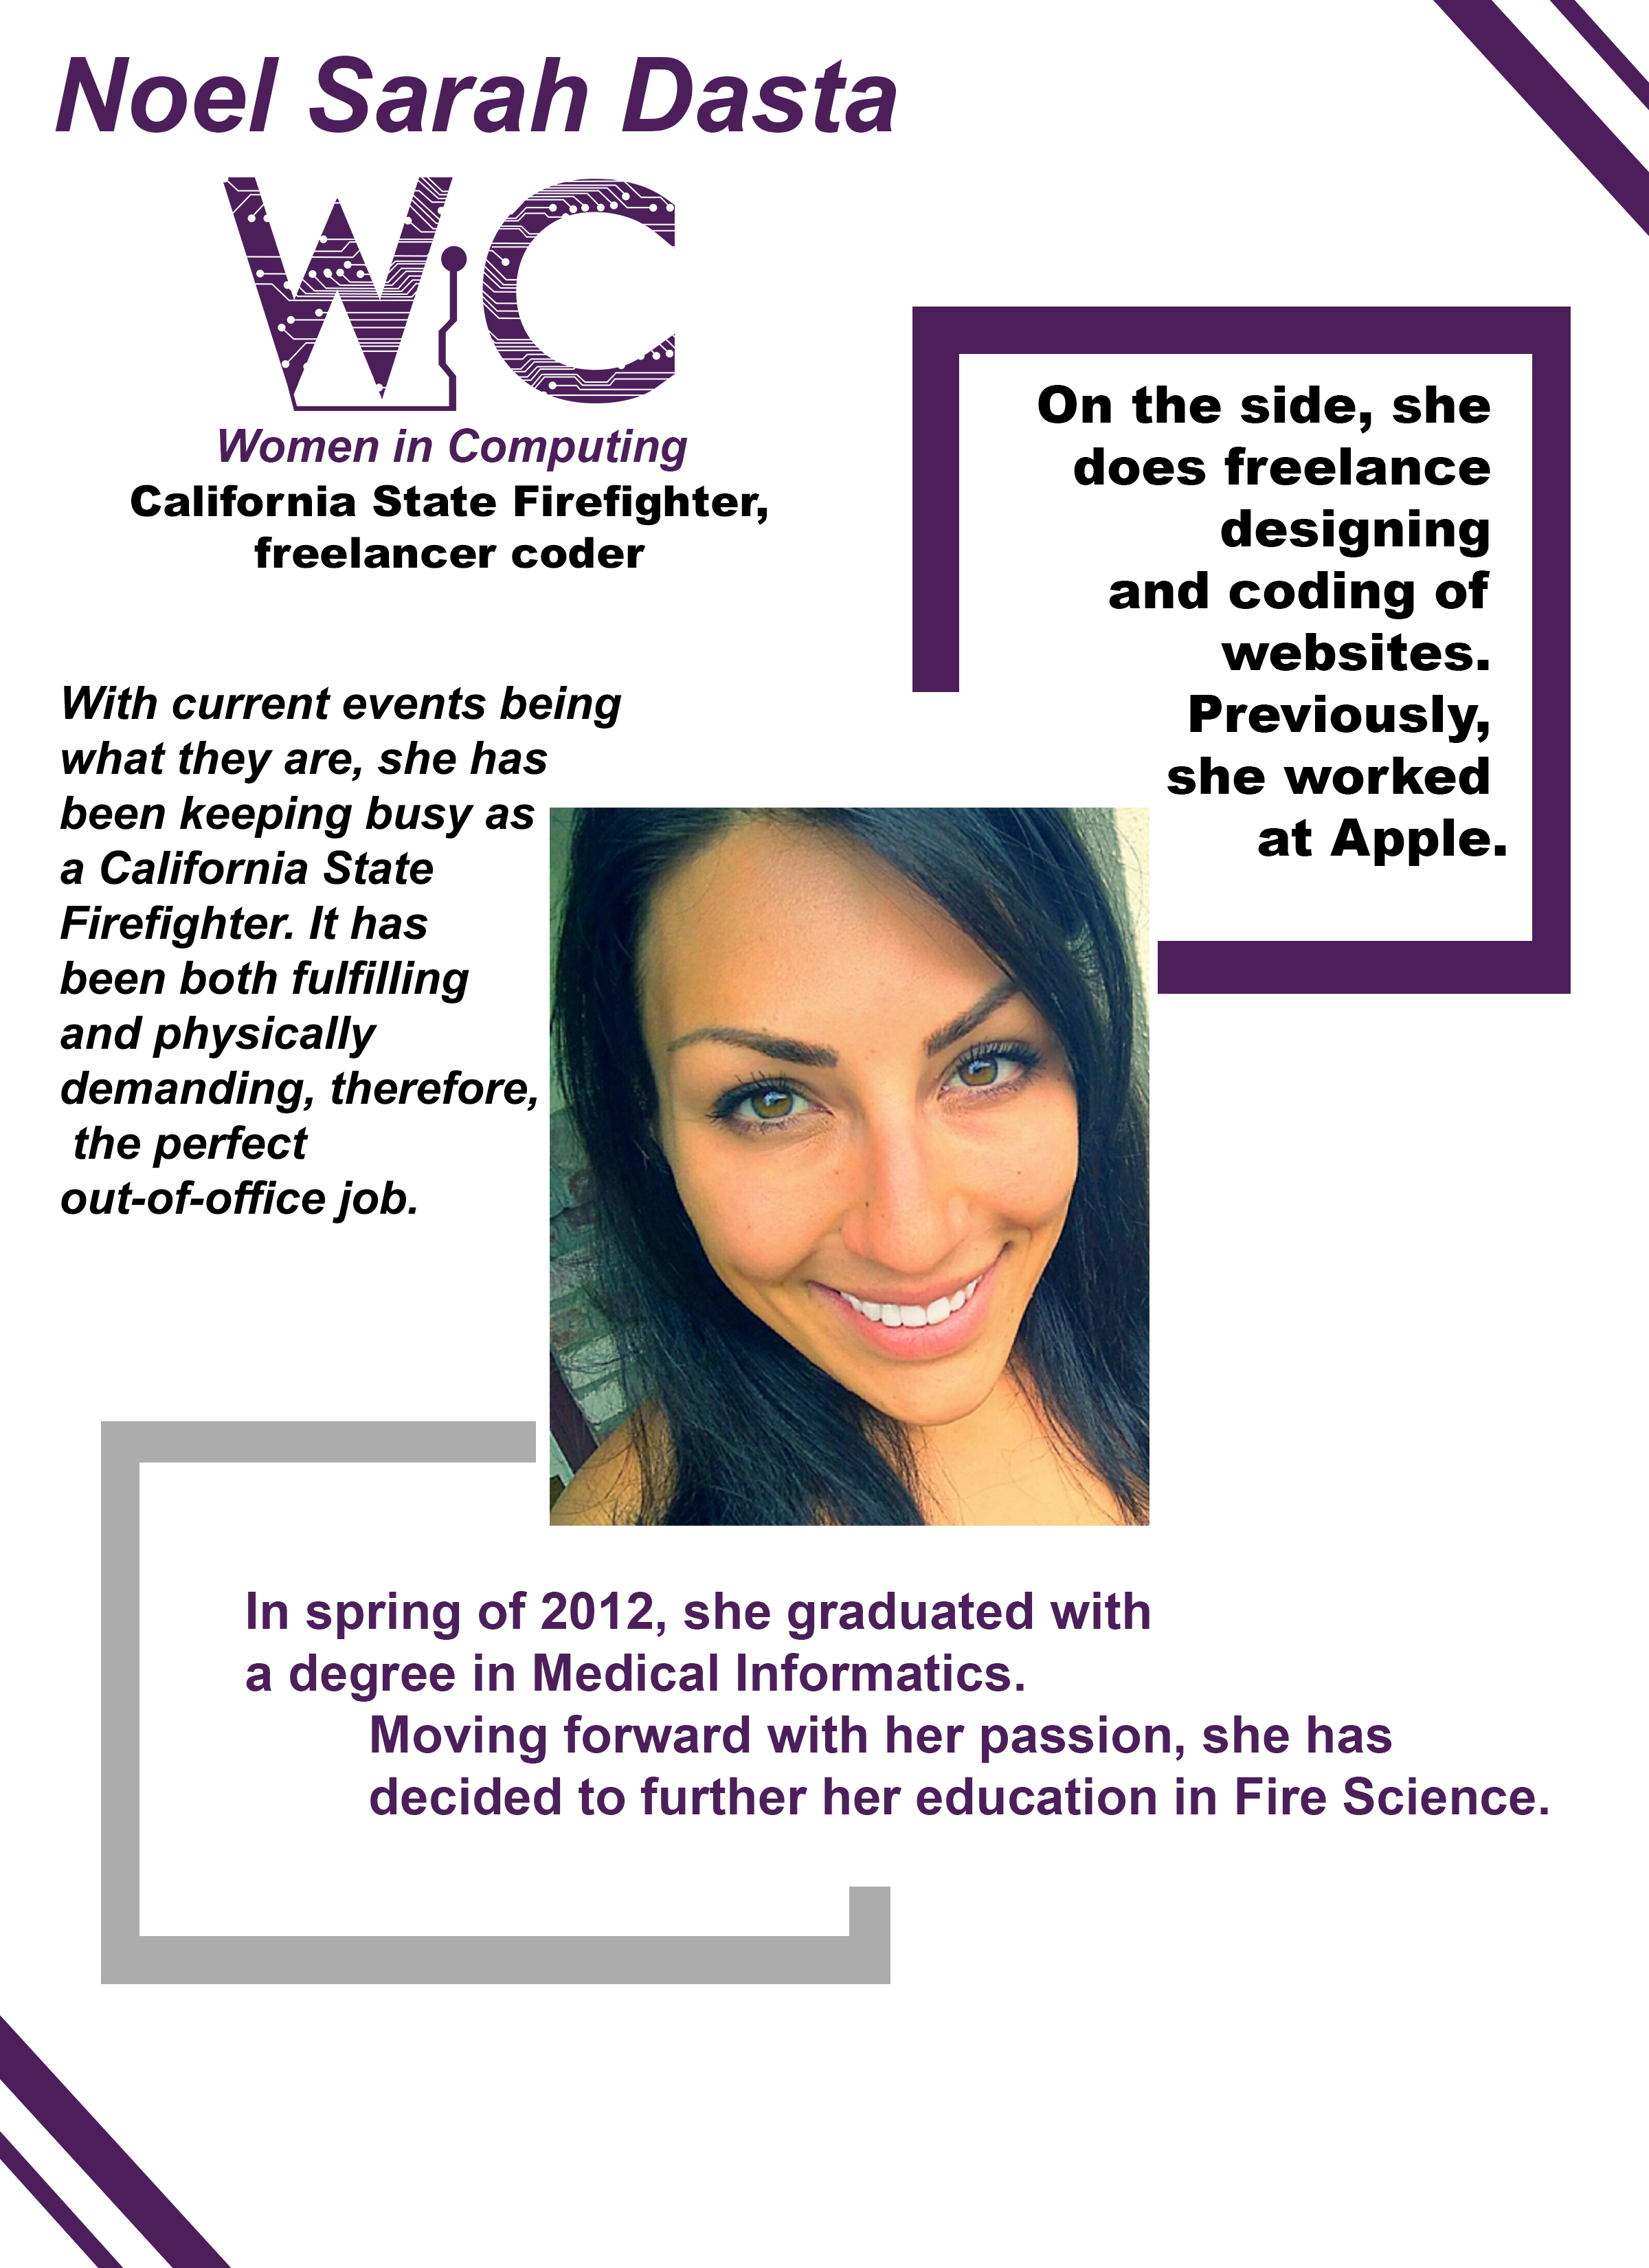 Noel Sarah Dasta
WiC
Women in Computing
California State Firefighter,
freelancer coder
On the side, she
does freelance
designing
and coding of
websites.
Previously,
she worked
at Apple.
With current events being
what they are, she has
been keeping busy as
a California State
Firefighter. It has
been both fulfilling
and physically
demanding, therefore,
the perfect
out-of-office job.
In spring of 2012, she graduated with
a degree in Medical Informatics.
Moving forward with her passion, she has
decided to further her education in Fire Science.